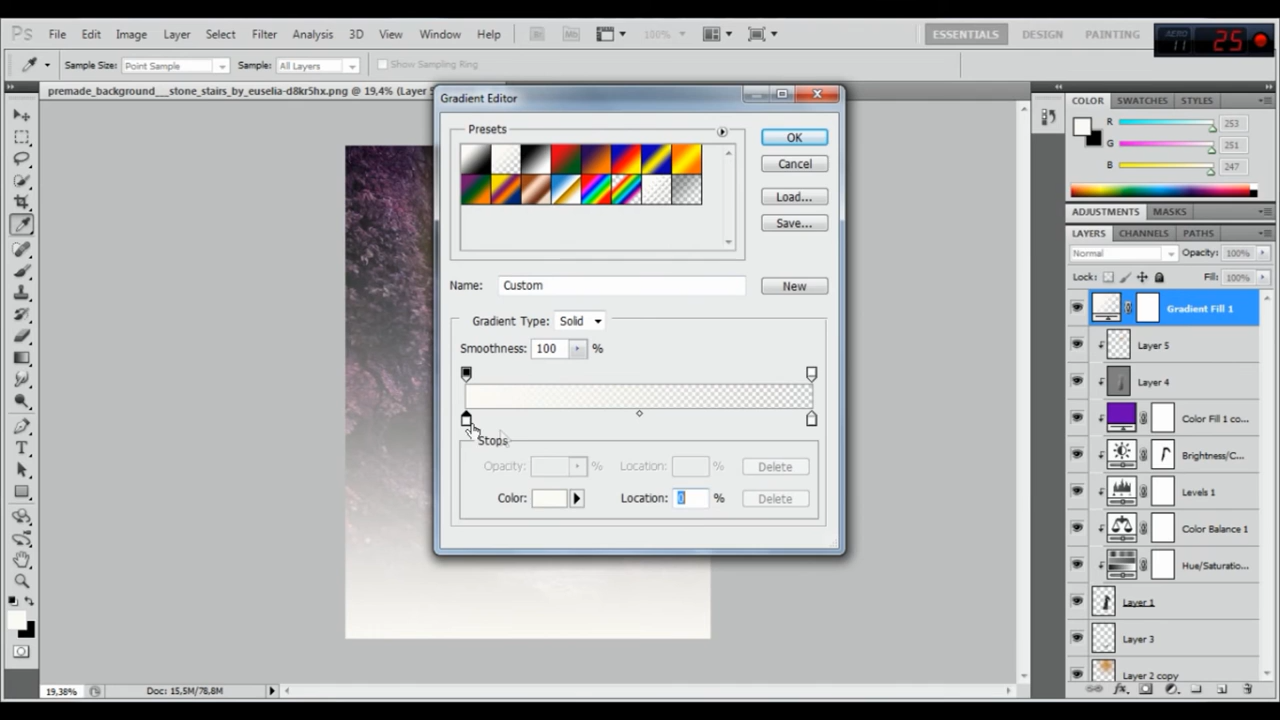 Ps File Edit Image Layer Select Filter Analysis 3D View Window Help 100% ESSENTIALS DESIGN PAINTING
AERO 11 25
Sample Size: Point Sample Sample: All Layers Show Sampling Ring
premade_background___stone_stairs_by_euselia-d8kr5hx.png @ 19,4% (Layer
Gradient Editor
Presets
OK
Cancel
Load...
Save...
Name: Custom New
Gradient Type: Solid
Smoothness: 100 %
Stops
Opacity: % Location: % Delete
Color: Location: 0 % Delete
COLOR SWATCHES STYLES
R 253
G 251
B 247
ADJUSTMENTS MASKS
LAYERS CHANNELS PATHS
Normal Opacity: 100%
Lock: Fill: 100%
Gradient Fill 1
Layer 5
Layer 4
Color Fill 1 co...
Brightness/C...
Levels 1
Color Balance 1
Hue/Saturatio...
Layer 1
Layer 3
Layer 2 copy
fx
19,38% Doc: 15,5M/78,8M